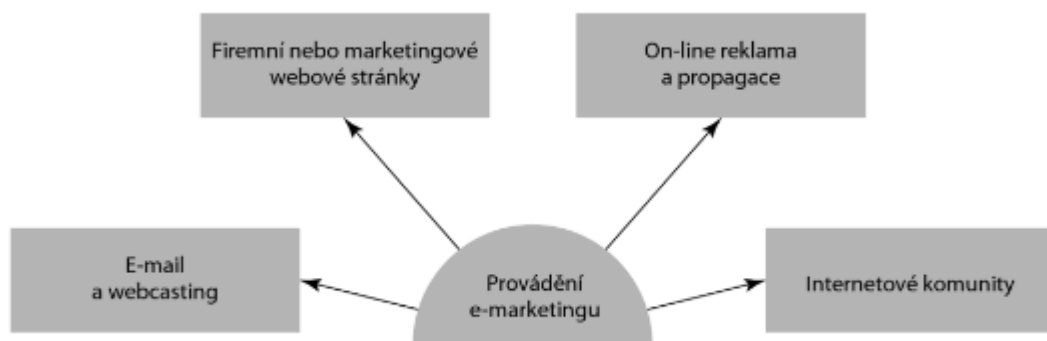 Firemní nebo marketingové
webové stránky
On-line reklama
a propagace
E-mail
a webcasting
Provádění
e-marketingu
Internetové komunity